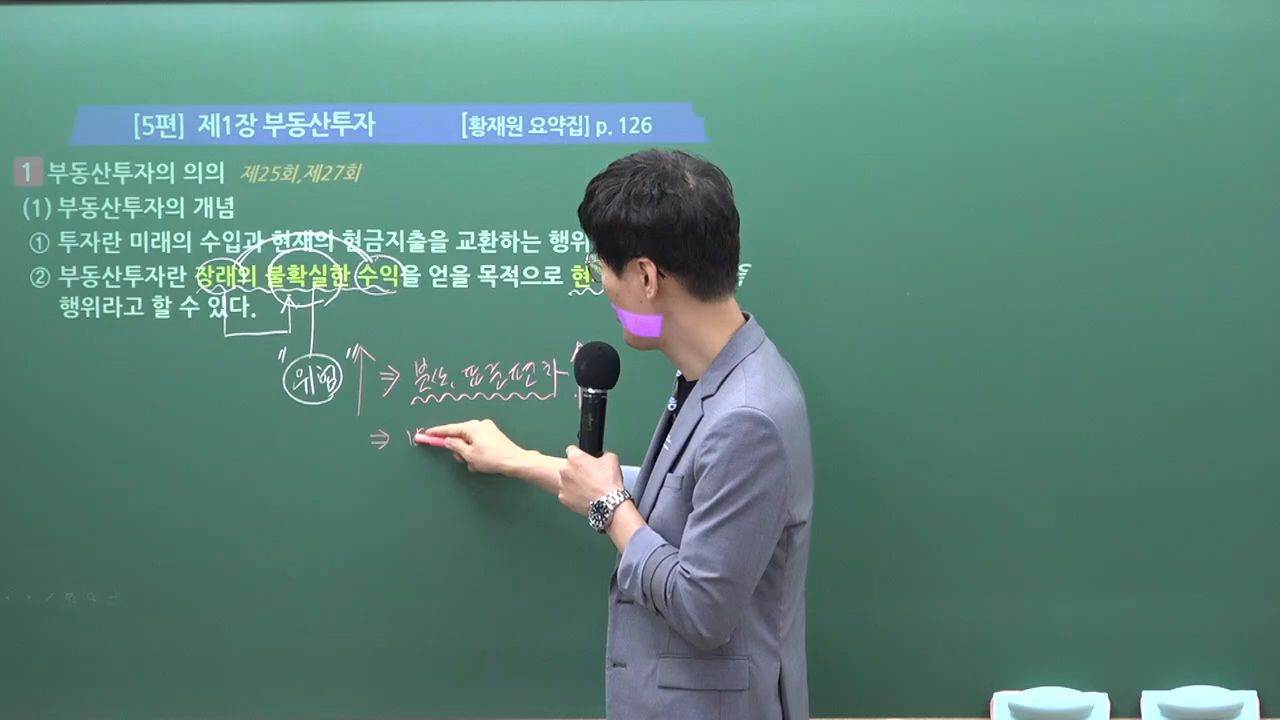 [5편] 제1장 부동산투자 [황재원 요약집] p. 126
1 부동산투자의 의의 제25회,제27회
(1) 부동산투자의 개념
① 투자란 미래의 수입과 현재의 현금지출을 교환하는 행위
② 부동산투자란 장래의 불확실한 수익을 얻을 목적으로 현
행위라고 할 수 있다.
"위험" ↑ ⇒ 분산, 표준편차 ↑
⇒